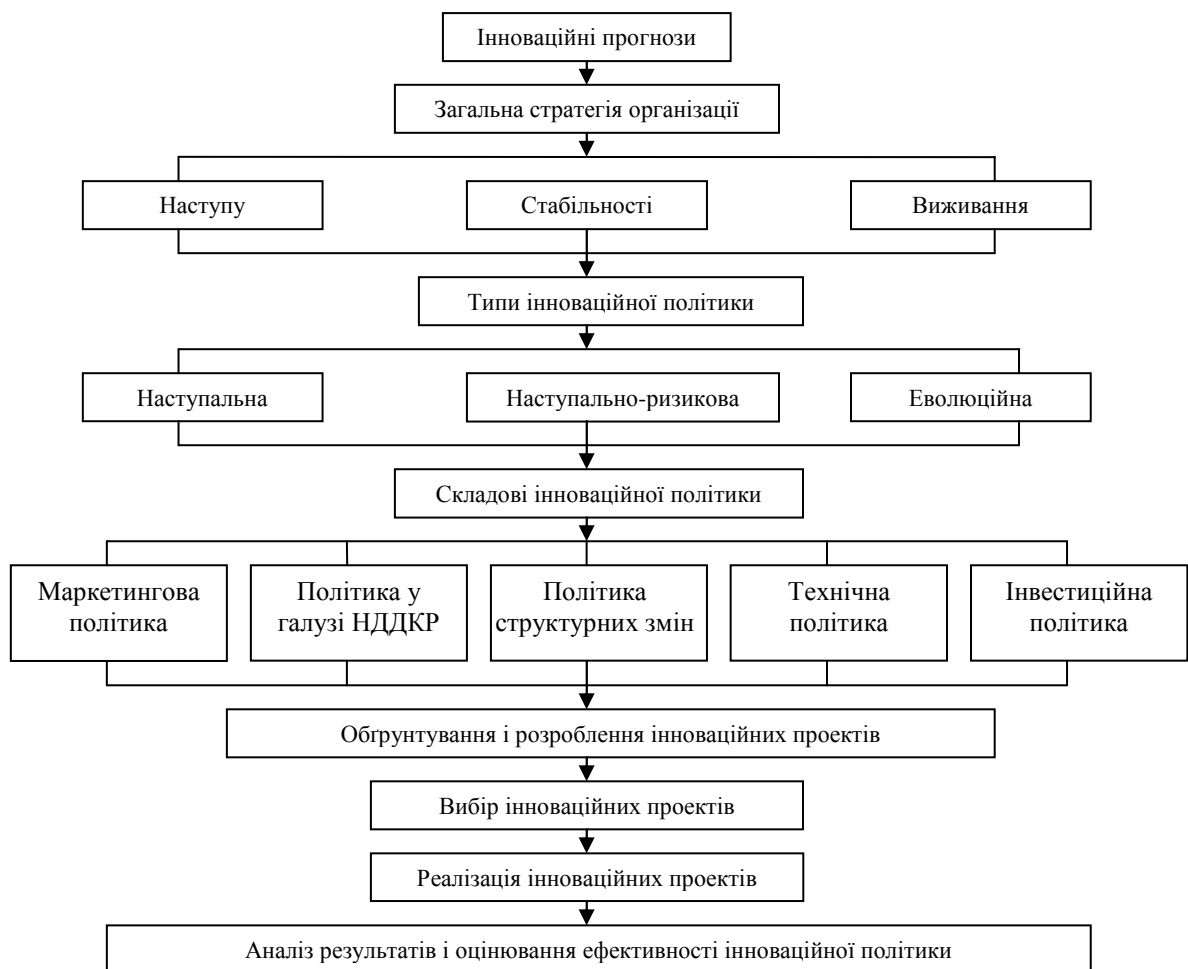 Інноваційні прогнози
Загальна стратегія організації
Наступу
Стабільності
Виживання
Типи інноваційної політики
Наступальна
Наступально-ризикова
Еволюційна
Складові інноваційної політики
Маркетингова
політика
Політика у
галузі НДДКР
Політика
структурних змін
Технічна
політика
Інвестиційна
політика
Обґрунтування і розроблення інноваційних проектів
Вибір інноваційних проектів
Реалізація інноваційних проектів
Аналіз результатів і оцінювання ефективності інноваційної політики